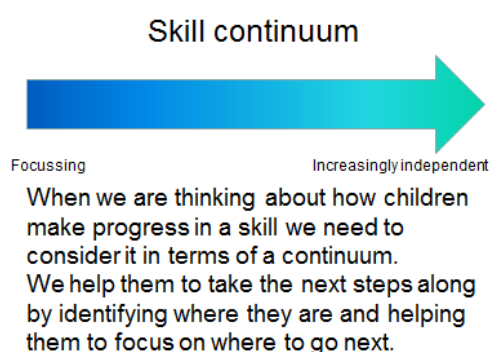 Skill continuum
Focussing
Increasingly independent
When we are thinking about how children
make progress in a skill we need to
consider it in terms of a continuum.
We help them to take the next steps along
by identifying where they are and helping
them to focus on where to go next.